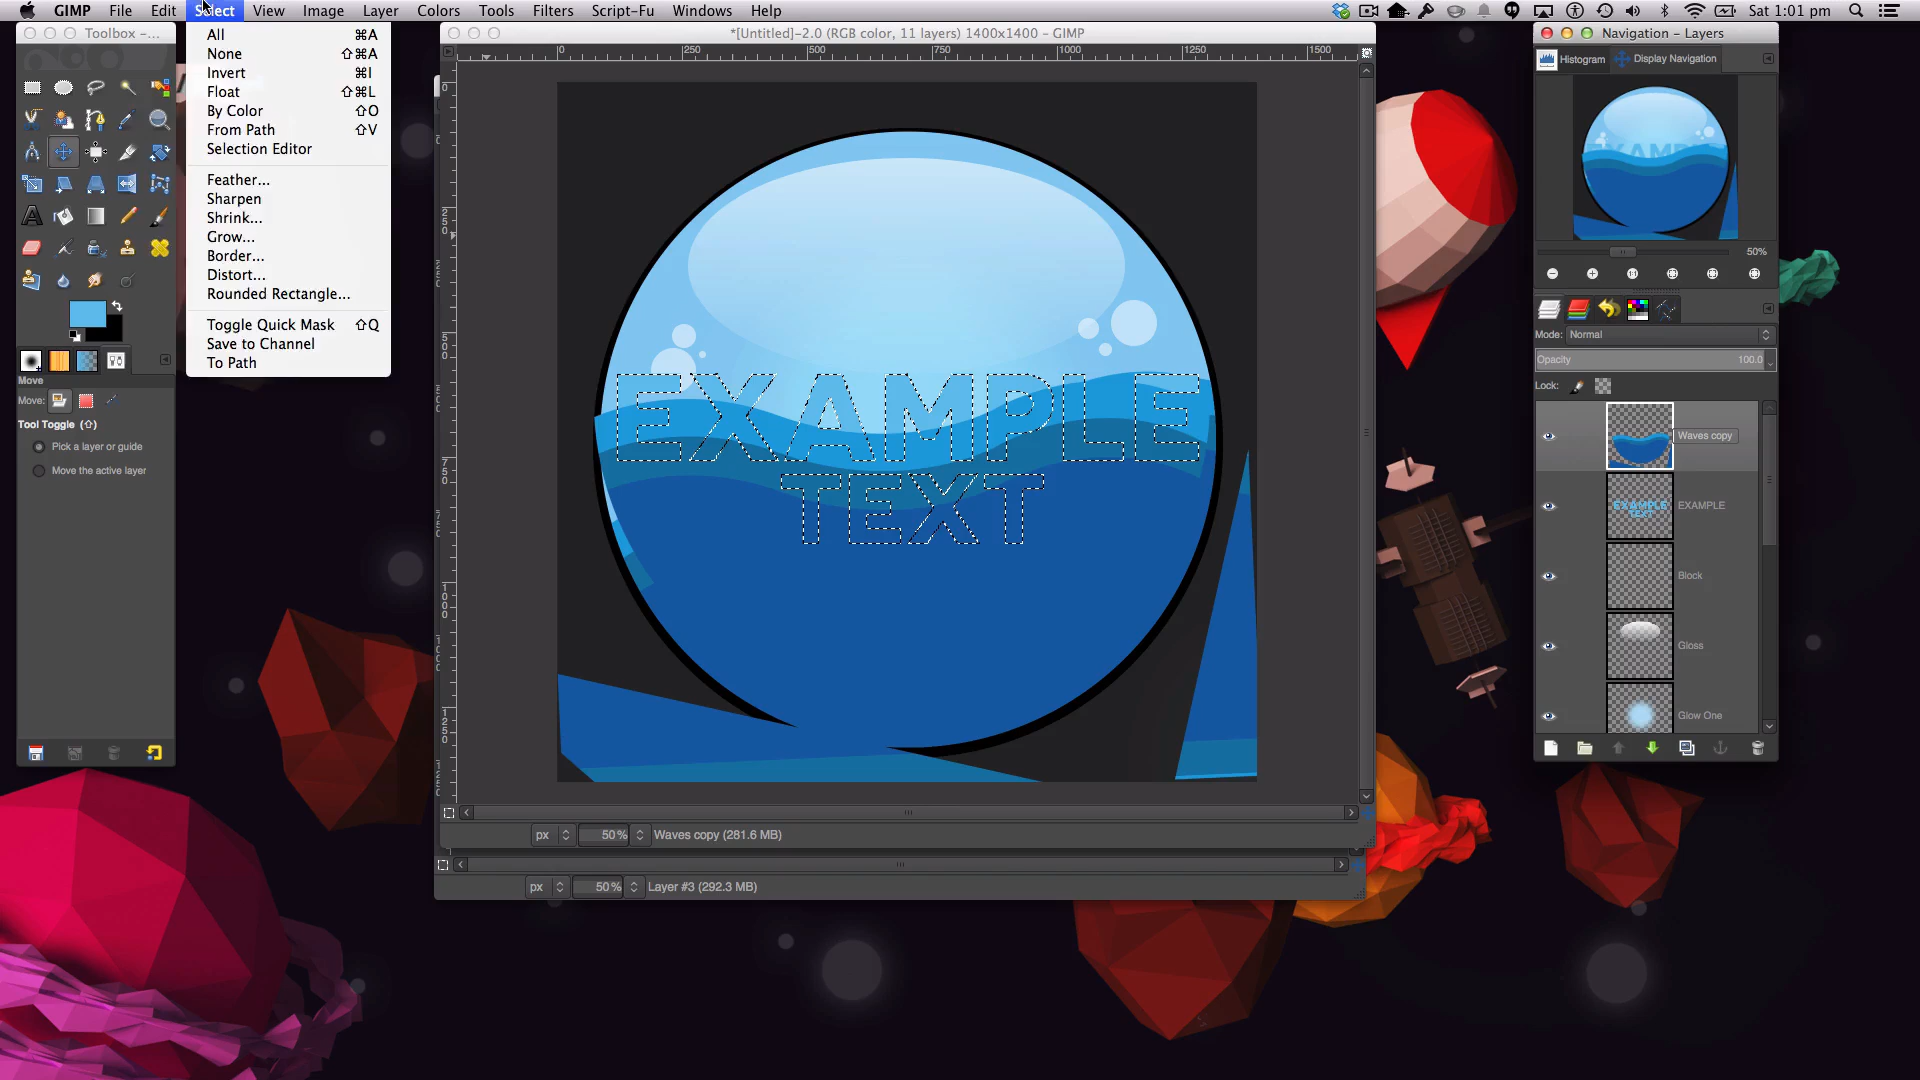 GIMP File Edit Select View Image Layer Colors Tools Filters Script-Fu Windows Help
Sat 1:01 pm
Toolbox –...
All ⌘A
None ⇧⌘A
Invert ⌘I
Float ⇧⌘L
By Color ⇧O
From Path ⇧V
Selection Editor
Feather...
Sharpen
Shrink...
Grow...
Border...
Distort...
Rounded Rectangle...
Toggle Quick Mask ⇧Q
Save to Channel
To Path
Move
Move:
Tool Toggle (⇧)
Pick a layer or guide
Move the active layer
*[Untitled]-2.0 (RGB color, 11 layers) 1400x1400 – GIMP
0 250 500 750 1000 1250 1500
EXAMPLE
TEXT
px 50% Waves copy (281.6 MB)
px 50% Layer #3 (292.3 MB)
Navigation – Layers
Histogram Display Navigation
50%
Mode: Normal
Opacity 100.0
Lock:
Waves copy
EXAMPLE
Block
Gloss
Glow One